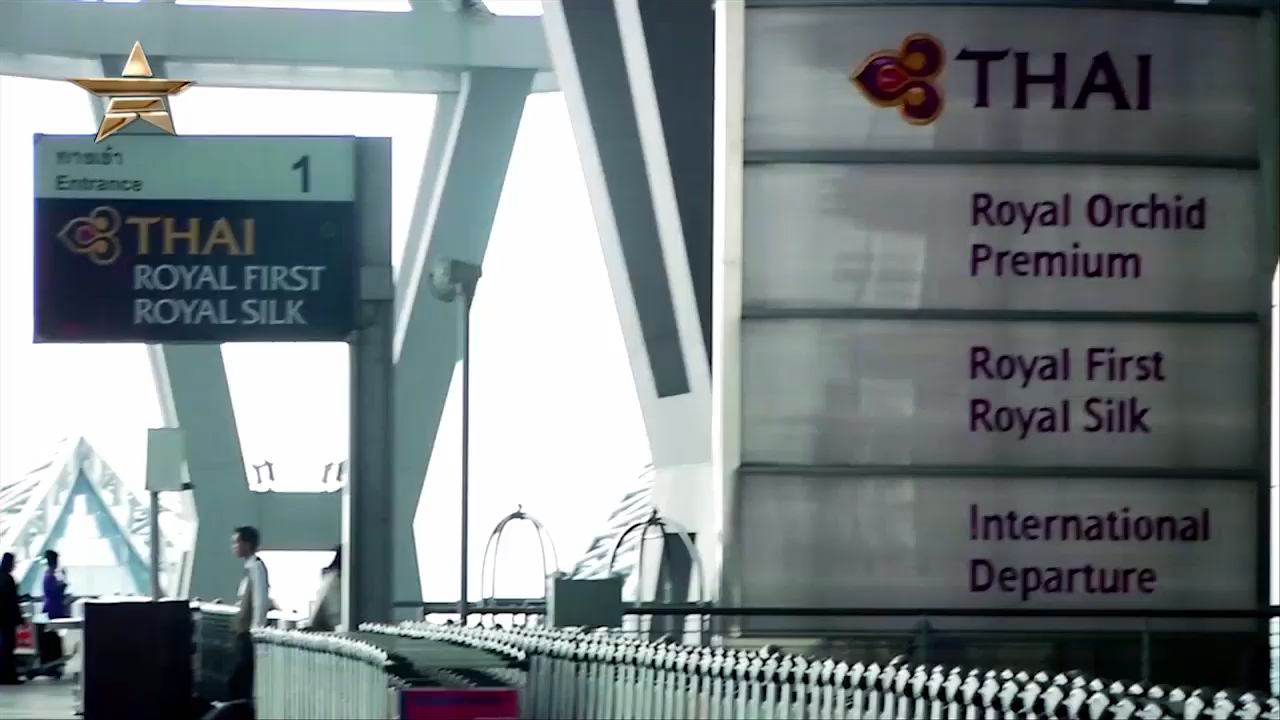 ทางเข้า
Entrance
1
THAI
ROYAL FIRST
ROYAL SILK
THAI
Royal Orchid
Premium
Royal First
Royal Silk
International
Departure